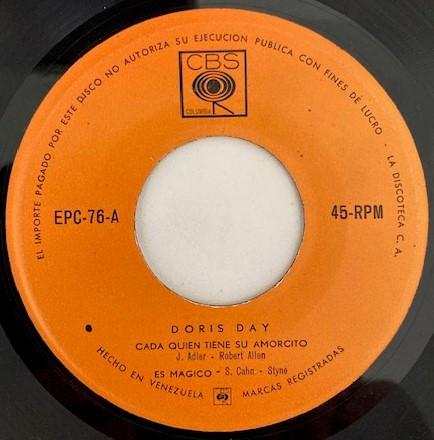 EL IMPORTE PAGADO POR ESTE DISCO NO AUTORIZA SU EJECUCION PUBLICA CON FINES DE LUCRO - LA DISCOTECA C. A.
CBS
COLUMBIA
EPC-76-A
45-RPM
DORIS DAY
CADA QUIEN TIENE SU AMORCITO
J. Adler - Robert Allen
ES MAGICO - S. Cahn - Styne
HECHO EN VENEZUELA
MARCAS REGISTRADAS